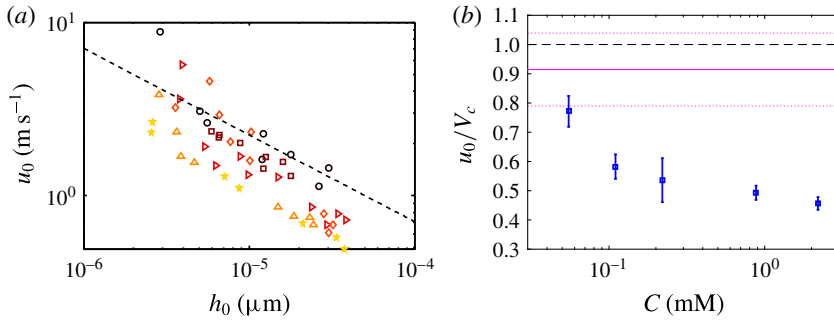 (a)
10¹
10⁰
u₀ (m s⁻¹)
10⁻⁶ 10⁻⁵ 10⁻⁴
h₀ (μm)
(b)
1.1
1.0
0.9
0.8
0.7
0.6
0.5
0.4
0.3
u₀/V_c
10⁻¹ 10⁰
C (mM)